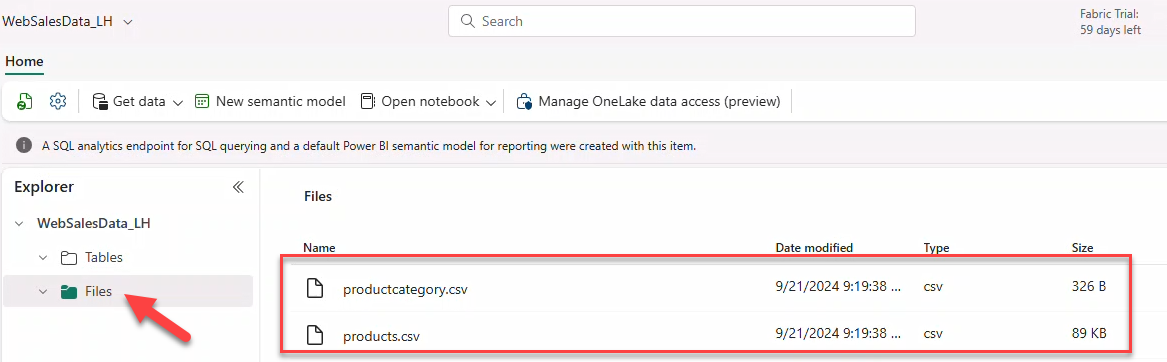 WebSalesData_LH
Search
Fabric Trial:
59 days left
Home
Get data
New semantic model
Open notebook
Manage OneLake data access (preview)
A SQL analytics endpoint for SQL querying and a default Power BI semantic model for reporting were created with this item.
Explorer
WebSalesData_LH
Tables
Files
Files
Name Date modified Type Size
productcategory.csv 9/21/2024 9:19:38 ... csv 326 B
products.csv 9/21/2024 9:19:38 ... csv 89 KB